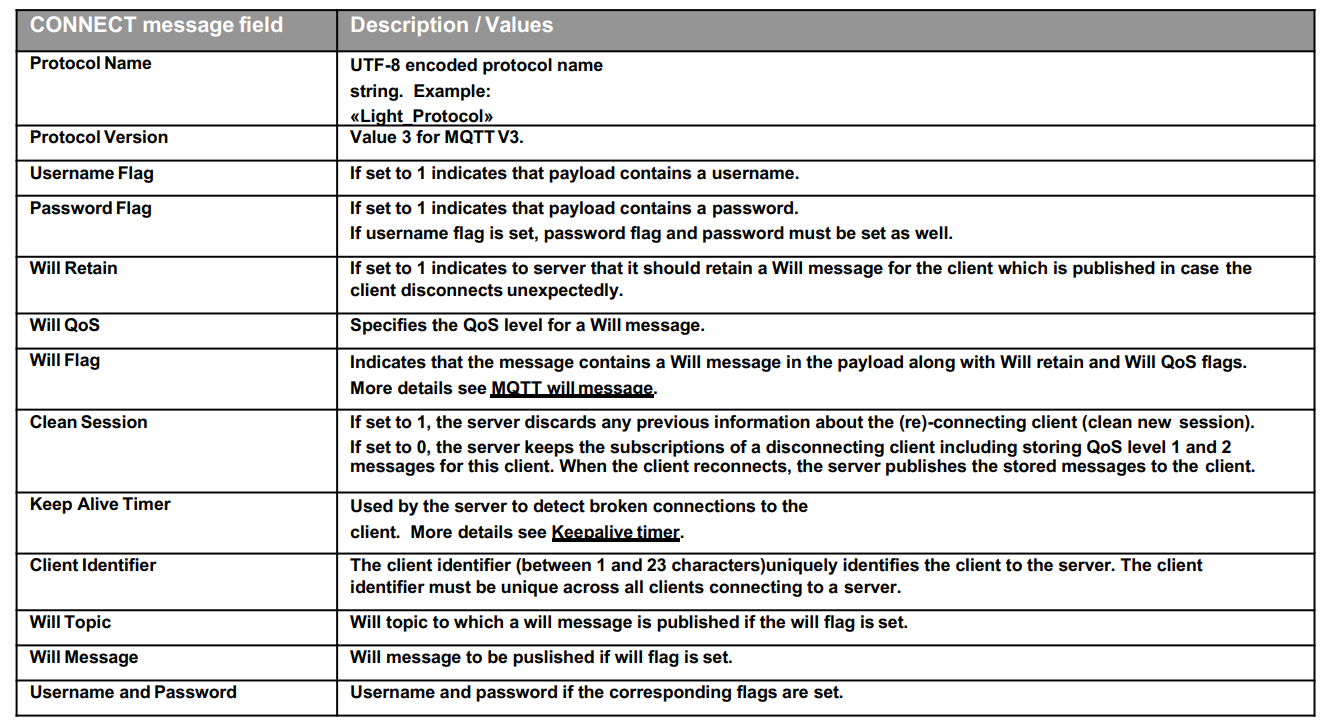 CONNECT message field
Description / Values
Protocol Name
UTF-8 encoded protocol name
string. Example:
«Light_Protocol»
Protocol Version
Value 3 for MQTT V3.
Username Flag
If set to 1 indicates that payload contains a username.
Password Flag
If set to 1 indicates that payload contains a password.
If username flag is set, password flag and password must be set as well.
Will Retain
If set to 1 indicates to server that it should retain a Will message for the client which is published in case the
client disconnects unexpectedly.
Will QoS
Specifies the QoS level for a Will message.
Will Flag
Indicates that the message contains a Will message in the payload along with Will retain and Will QoS flags.
More details see MQTT will message.
Clean Session
If set to 1, the server discards any previous information about the (re)-connecting client (clean new session).
If set to 0, the server keeps the subscriptions of a disconnecting client including storing QoS level 1 and 2
messages for this client. When the client reconnects, the server publishes the stored messages to the client.
Keep Alive Timer
Used by the server to detect broken connections to the
client. More details see Keepalive timer.
Client Identifier
The client identifier (between 1 and 23 characters)uniquely identifies the client to the server. The client
identifier must be unique across all clients connecting to a server.
Will Topic
Will topic to which a will message is published if the will flag is set.
Will Message
Will message to be puslished if will flag is set.
Username and Password
Username and password if the corresponding flags are set.